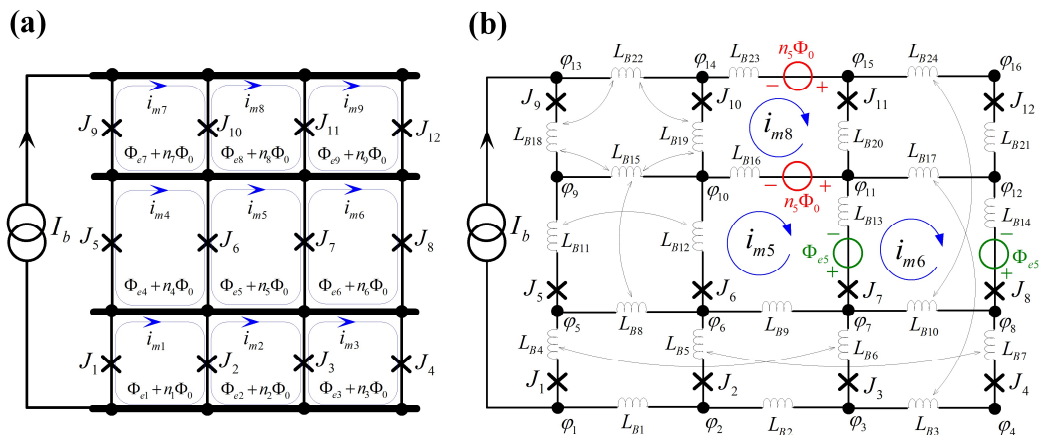 (a)
i_m7 i_m8 i_m9
J_9 J_10 J_11 J_12
Φ_e7+n_7Φ_0 Φ_e8+n_8Φ_0 Φ_e9+n_9Φ_0
i_m4 i_m5 i_m6
I_b J_5 J_6 J_7 J_8
Φ_e4+n_4Φ_0 Φ_e5+n_5Φ_0 Φ_e6+n_6Φ_0
i_m1 i_m2 i_m3
J_1 J_2 J_3 J_4
Φ_e1+n_1Φ_0 Φ_e2+n_2Φ_0 Φ_e3+n_3Φ_0
(b)
n_5Φ_0
φ_13 L_B22 φ_14 L_B23 − + φ_15 L_B24 φ_16
J_9 J_10 J_11 J_12
i_m8
L_B18 L_B19 L_B20 L_B21
L_B15 L_B16 L_B17
φ_9 φ_10 − + φ_11 φ_12
n_5Φ_0
L_B13 L_B14
I_b L_B11 L_B12 i_m5 Φ_e5 − + i_m6 − + Φ_e5
J_5 J_6 J_7 J_8
φ_5 L_B8 φ_6 L_B9 φ_7 L_B10 φ_8
L_B4 L_B5 L_B6 L_B7
J_1 J_2 J_3 J_4
φ_1 L_B1 φ_2 L_B2 φ_3 L_B3 φ_4